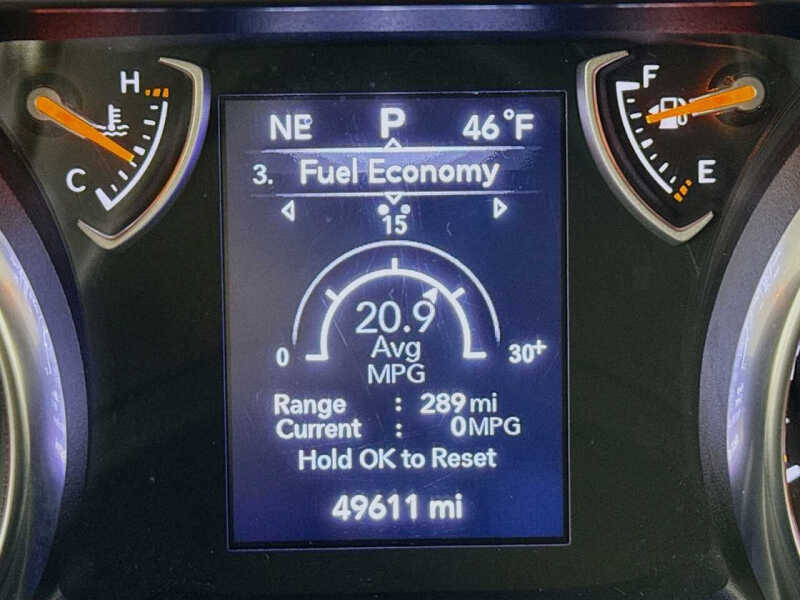 H
C
F
E
NE P 46°F
3. Fuel Economy
15
0 30+
20.9
Avg
MPG
Range : 289 mi
Current : 0 MPG
Hold OK to Reset
49611 mi